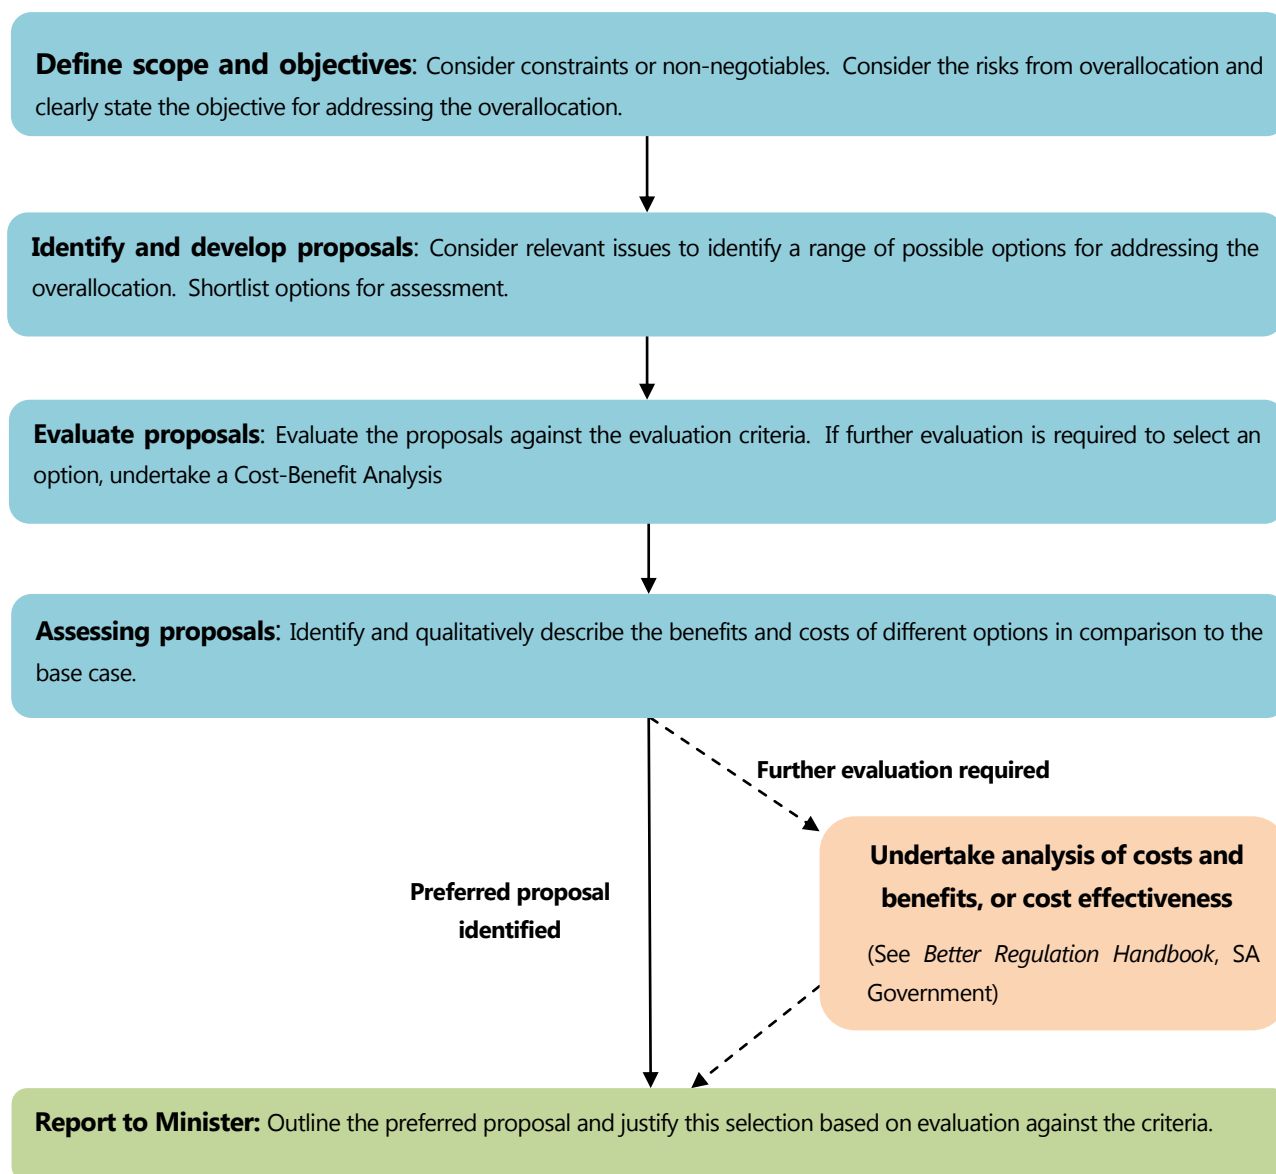 Define scope and objectives: Consider constraints or non-negotiables. Consider the risks from overallocation and
clearly state the objective for addressing the overallocation.
Identify and develop proposals: Consider relevant issues to identify a range of possible options for addressing the
overallocation. Shortlist options for assessment.
Evaluate proposals: Evaluate the proposals against the evaluation criteria. If further evaluation is required to select an
option, undertake a Cost-Benefit Analysis
Assessing proposals: Identify and qualitatively describe the benefits and costs of different options in comparison to the
base case.
Further evaluation required
Undertake analysis of costs and
benefits, or cost effectiveness
(See Better Regulation Handbook, SA
Government)
Preferred proposal
identified
Report to Minister: Outline the preferred proposal and justify this selection based on evaluation against the criteria.